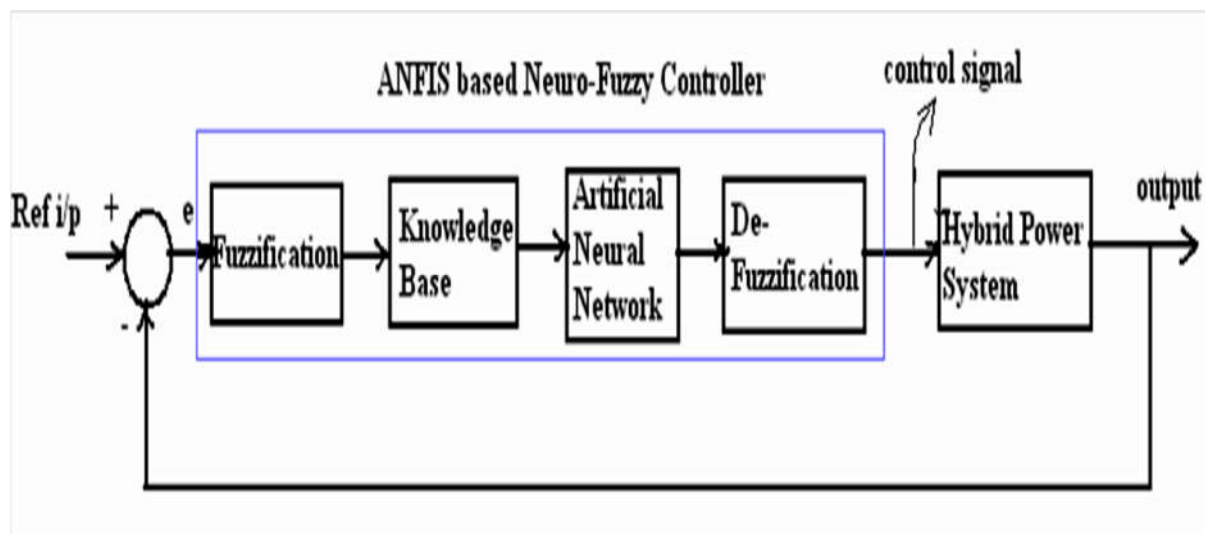 ANFIS based Neuro-Fuzzy Controller
control signal
Ref i/p
+
e
-
Fuzzification
Knowledge
Base
Artificial
Neural
Network
De-
Fuzzification
Hybrid Power
System
output